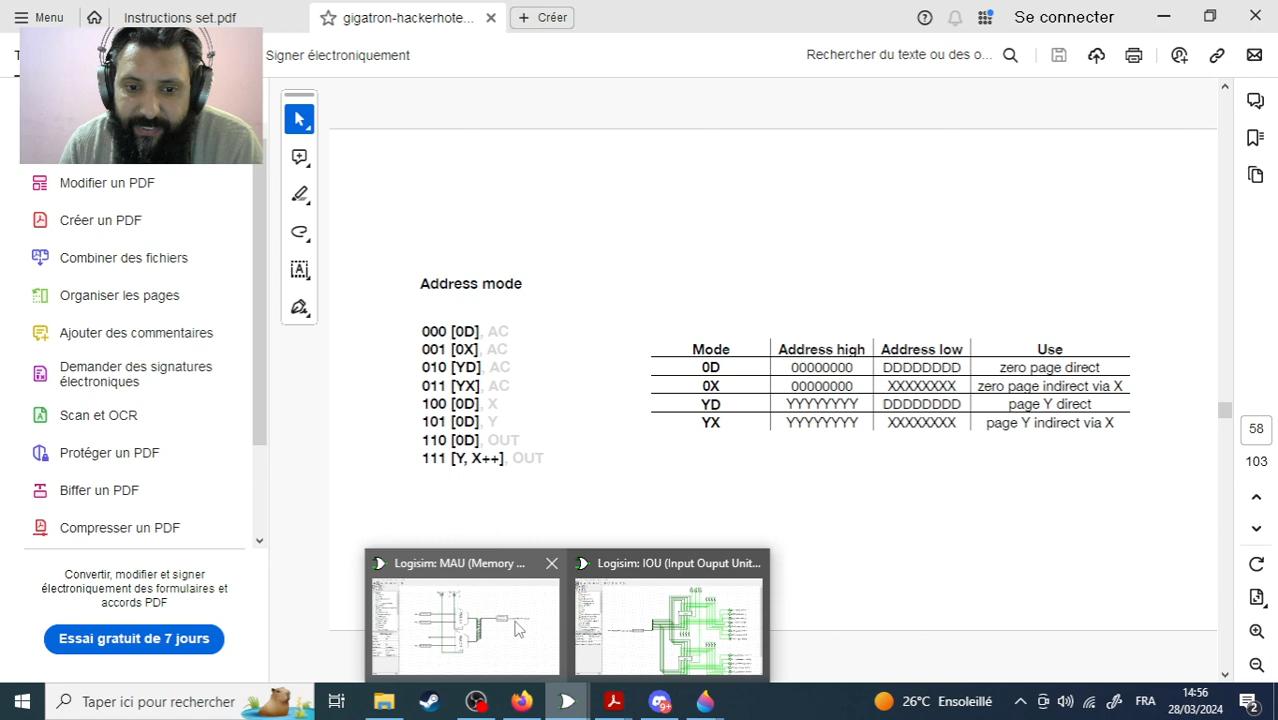 Menu
Instructions set.pdf
gigatron-hackerhote...
Créer
Se connecter
Signer électroniquement
Rechercher du texte ou des o...
Modifier un PDF
Créer un PDF
Combiner des fichiers
Organiser les pages
Ajouter des commentaires
Demander des signatures
électroniques
Scan et OCR
Protéger un PDF
Biffer un PDF
Compresser un PDF
Convertir, modifier et signer
électroniquement des formulaires et
accords PDF
Essai gratuit de 7 jours
Address mode
000 [0D], AC
001 [0X], AC
010 [YD], AC
011 [YX], AC
100 [0D], X
101 [0D], Y
110 [0D], OUT
111 [Y, X++], OUT
Mode Address high Address low Use
0D 00000000 DDDDDDDD zero page direct
0X 00000000 XXXXXXXX zero page indirect via X
YD YYYYYYYY DDDDDDDD page Y direct
YX YYYYYYYY XXXXXXXX page Y indirect via X
58
103
Logisim: MAU (Memory ...
Logisim: IOU (Input Ouput Unit...
Taper ici pour rechercher
9+
26°C Ensoleillé
FRA
14:56
28/03/2024
2